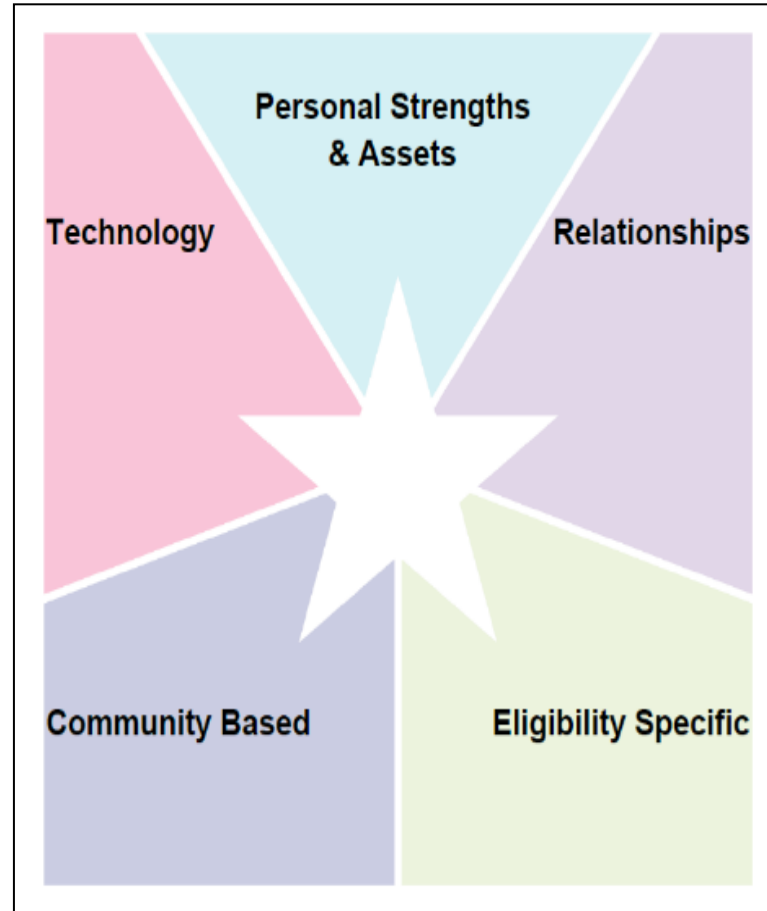 Personal Strengths
& Assets
Technology
Relationships
Community Based
Eligibility Specific